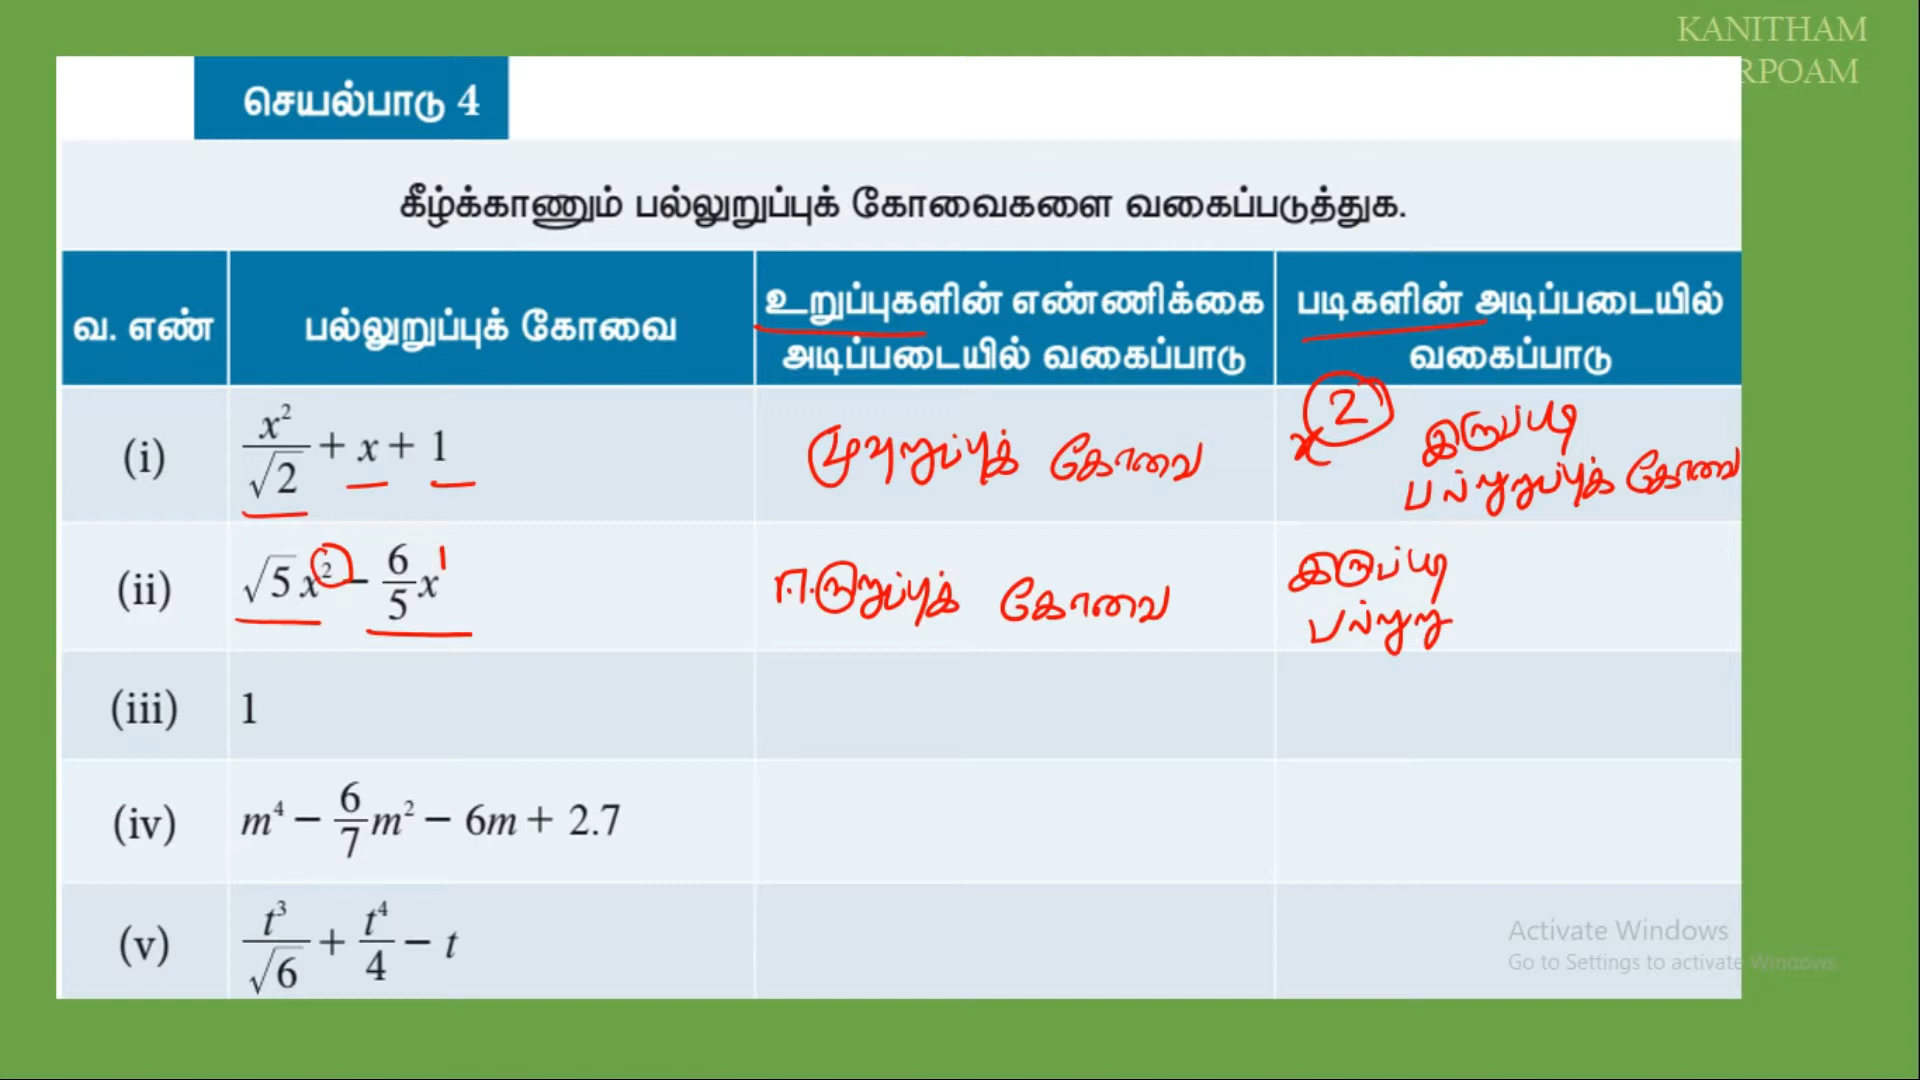 KANITHAM
RPOAM
செயல்பாடு 4
கீழ்க்காணும் பல்லுறுப்புக் கோவைகளை வகைப்படுத்துக.
வ. எண்
பல்லுறுப்புக் கோவை
உறுப்புகளின் எண்ணிக்கை
அடிப்படையில் வகைப்பாடு
படிகளின் அடிப்படையில்
வகைப்பாடு
(i) x²/√2 + x + 1
மூவுறுப்புக் கோவை
x² இருப்படி
பல்லுறுப்புக் கோவை
(ii) √5 x² − 6/5 x¹
ஈருறுப்புக் கோவை
இருப்படி
பல்லுறு
(iii) 1
(iv) m⁴ − 6/7 m² − 6m + 2.7
(v) t³/√6 + t⁴/4 − t
Activate Windows
Go to Settings to activate Windows.